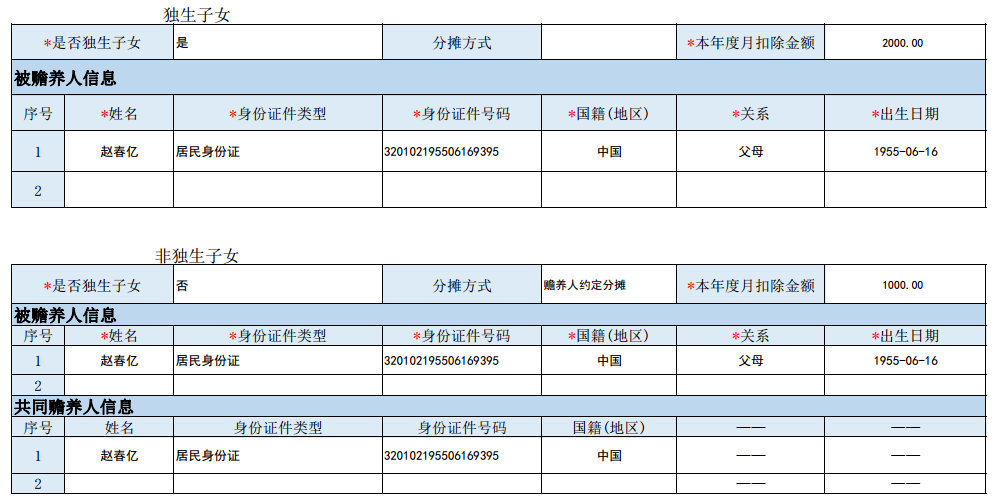 独生子女
*是否独生子女 是 分摊方式 *本年度月扣除金额 2000.00
被赡养人信息
序号 *姓名 *身份证件类型 *身份证件号码 *国籍(地区) *关系 *出生日期
1 赵春亿 居民身份证 320102195506169395 中国 父母 1955-06-16
2
非独生子女
*是否独生子女 否 分摊方式 赡养人约定分摊 *本年度月扣除金额 1000.00
被赡养人信息
序号 *姓名 *身份证件类型 *身份证件号码 *国籍(地区) *关系 *出生日期
1 赵春亿 居民身份证 320102195506169395 中国 父母 1955-06-16
2
共同赡养人信息
序号 姓名 身份证件类型 身份证件号码 国籍(地区) —— ——
1 赵春亿 居民身份证 320102195506169395 中国 —— ——
2 —— ——